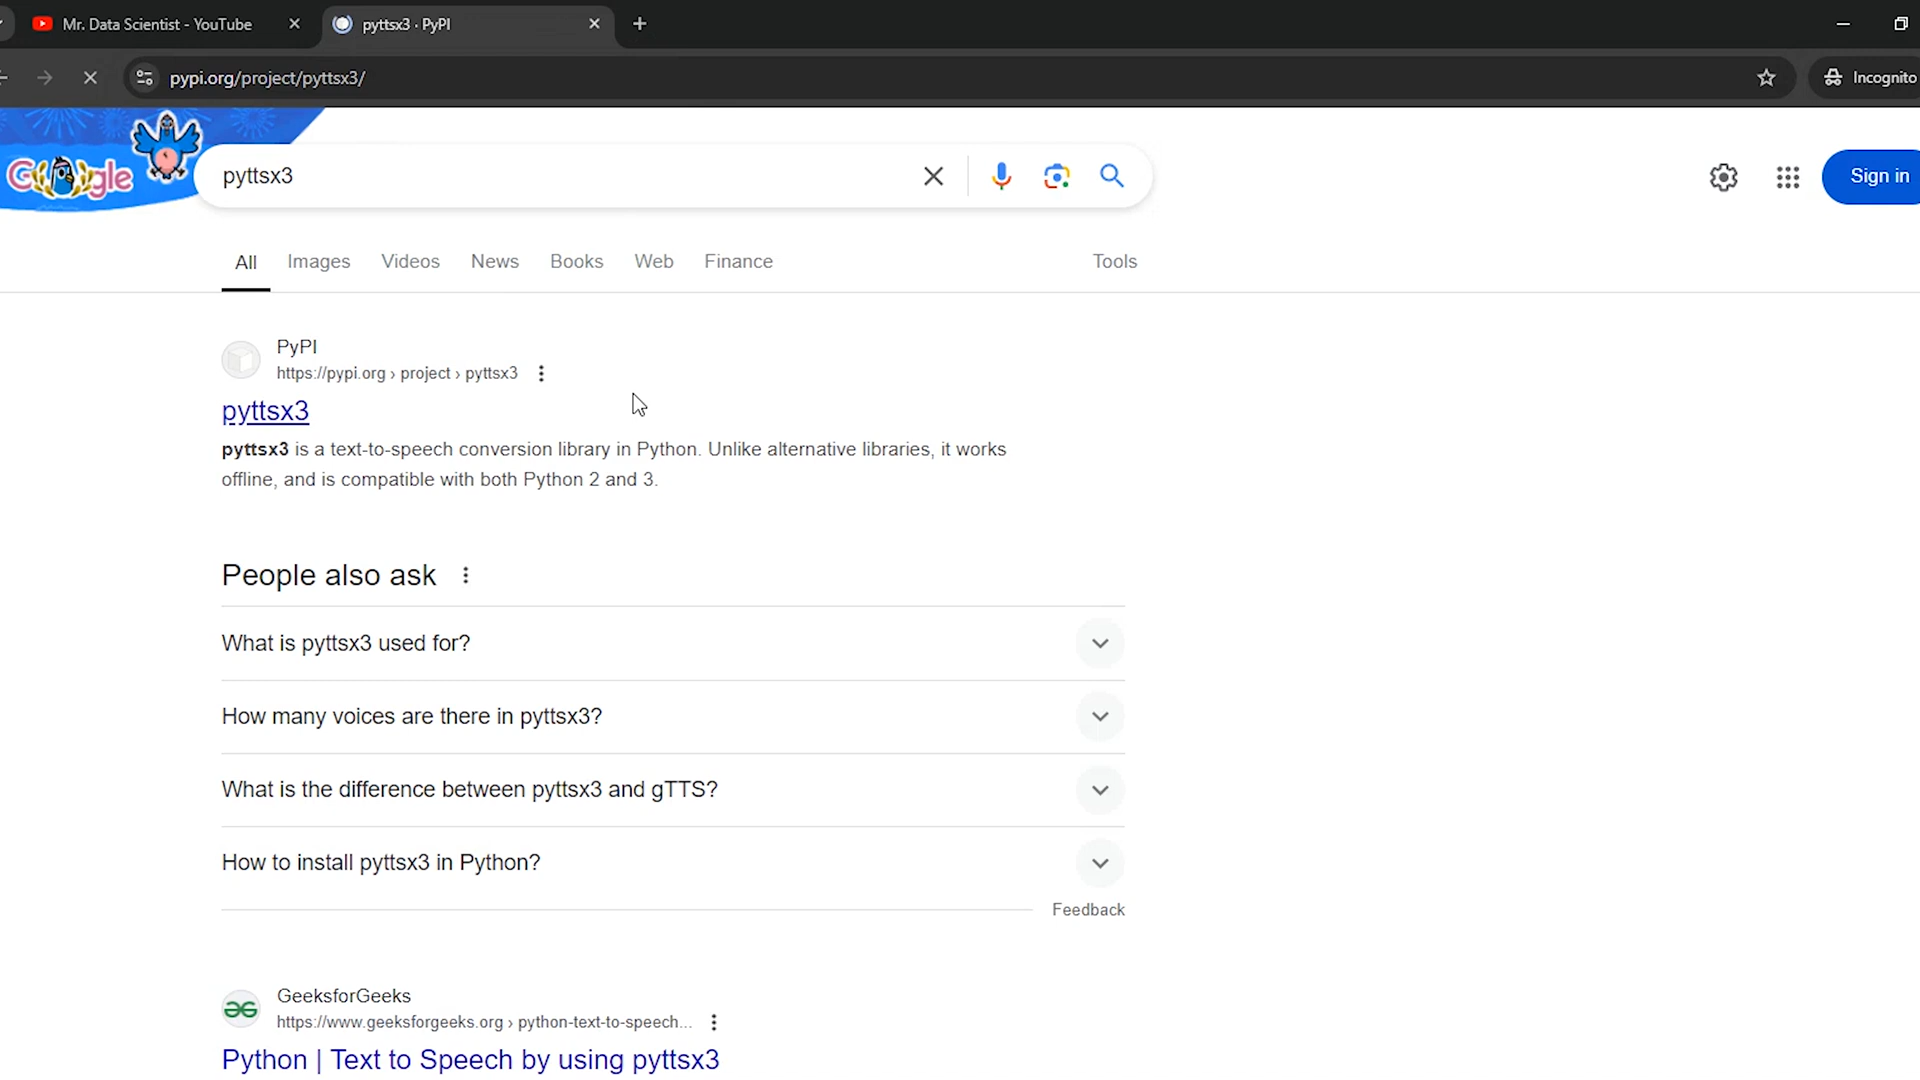 Mr. Data Scientist - YouTube
pyttsx3 · PyPI
pypi.org/project/pyttsx3/
Incognito
Google
pyttsx3
Sign in
All
Images
Videos
News
Books
Web
Finance
Tools
PyPI
https://pypi.org › project › pyttsx3
pyttsx3
pyttsx3 is a text-to-speech conversion library in Python. Unlike alternative libraries, it works
offline, and is compatible with both Python 2 and 3.
People also ask
What is pyttsx3 used for?
How many voices are there in pyttsx3?
What is the difference between pyttsx3 and gTTS?
How to install pyttsx3 in Python?
Feedback
GeeksforGeeks
https://www.geeksforgeeks.org › python-text-to-speech...
Python | Text to Speech by using pyttsx3